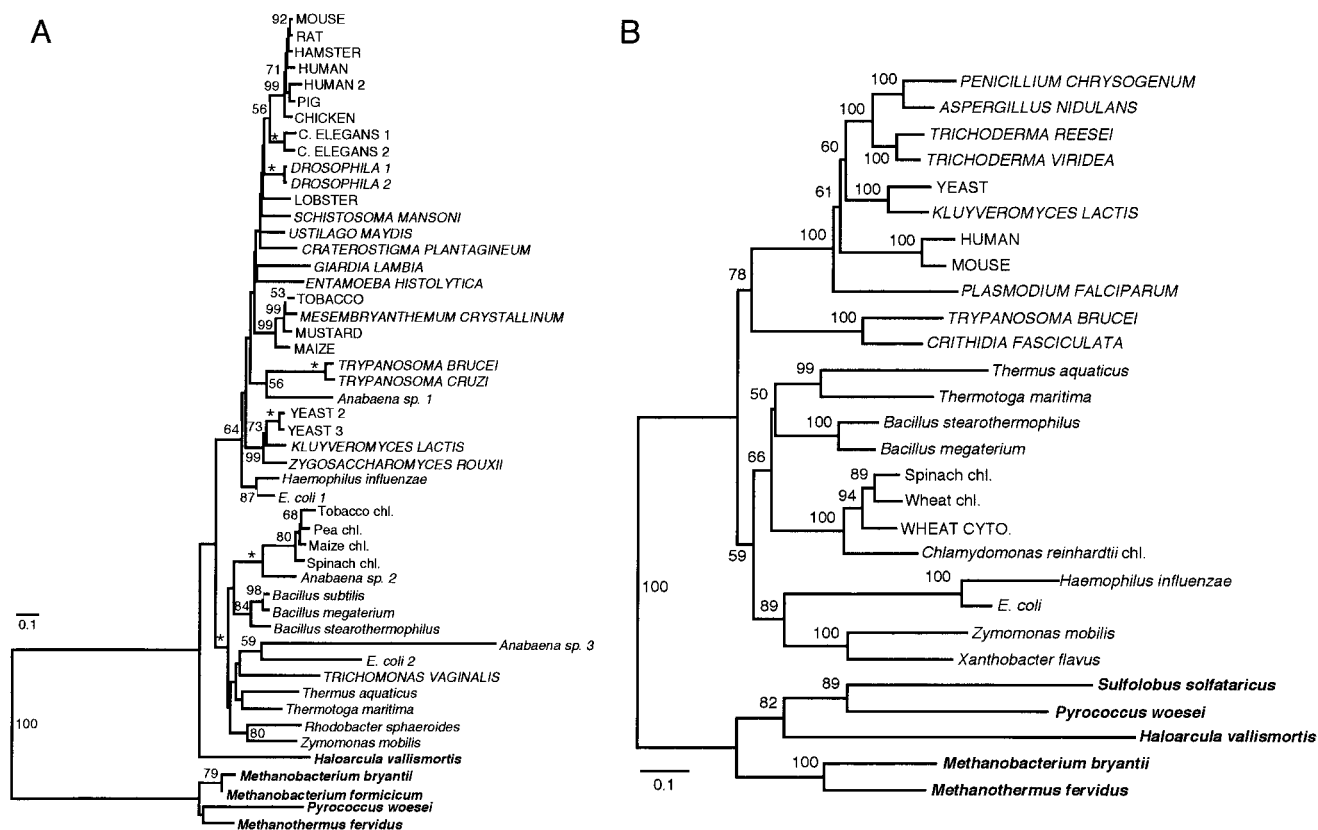 A
92
MOUSE
RAT
HAMSTER
71
HUMAN
99
HUMAN 2
PIG
56
CHICKEN
*
C. ELEGANS 1
C. ELEGANS 2
*
DROSOPHILA 1
DROSOPHILA 2
LOBSTER
SCHISTOSOMA MANSONI
USTILAGO MAYDIS
CRATEROSTIGMA PLANTAGINEUM
GIARDIA LAMBIA
ENTAMOEBA HISTOLYTICA
53
TOBACCO
99
MESEMBRYANTHEMUM CRYSTALLINUM
99
MUSTARD
MAIZE
*
TRYPANOSOMA BRUCEI
56
TRYPANOSOMA CRUZI
Anabaena sp. 1
*
YEAST 2
64
73
YEAST 3
KLUYVEROMYCES LACTIS
99
ZYGOSACCHAROMYCES ROUXII
Haemophilus influenzae
87
E. coli 1
68
Tobacco chl.
Pea chl.
80
Maize chl.
*
Spinach chl.
Anabaena sp. 2
98
Bacillus subtilis
84
Bacillus megaterium
Bacillus stearothermophilus
0.1
*
59
Anabaena sp. 3
E. coli 2
TRICHOMONAS VAGINALIS
Thermus aquaticus
Thermotoga maritima
100
Rhodobacter sphaeroides
80
Zymomonas mobilis
Haloarcula vallismortis
79
Methanobacterium bryantii
Methanobacterium formicicum
Pyrococcus woesei
Methanothermus fervidus
B
100
PENICILLIUM CHRYSOGENUM
100
ASPERGILLUS NIDULANS
TRICHODERMA REESEI
60
100
TRICHODERMA VIRIDEA
61
100
YEAST
KLUYVEROMYCES LACTIS
100
100
HUMAN
MOUSE
78
PLASMODIUM FALCIPARUM
100
TRYPANOSOMA BRUCEI
CRITHIDIA FASCICULATA
99
Thermus aquaticus
50
Thermotoga maritima
100
Bacillus stearothermophilus
66
Bacillus megaterium
89
Spinach chl.
94
Wheat chl.
100
WHEAT CYTO.
59
Chlamydomonas reinhardtii chl.
100
100
Haemophilus influenzae
89
E. coli
100
Zymomonas mobilis
Xanthobacter flavus
89
Sulfolobus solfataricus
82
Pyrococcus woesei
Haloarcula vallismortis
0.1
100
Methanobacterium bryantii
Methanothermus fervidus